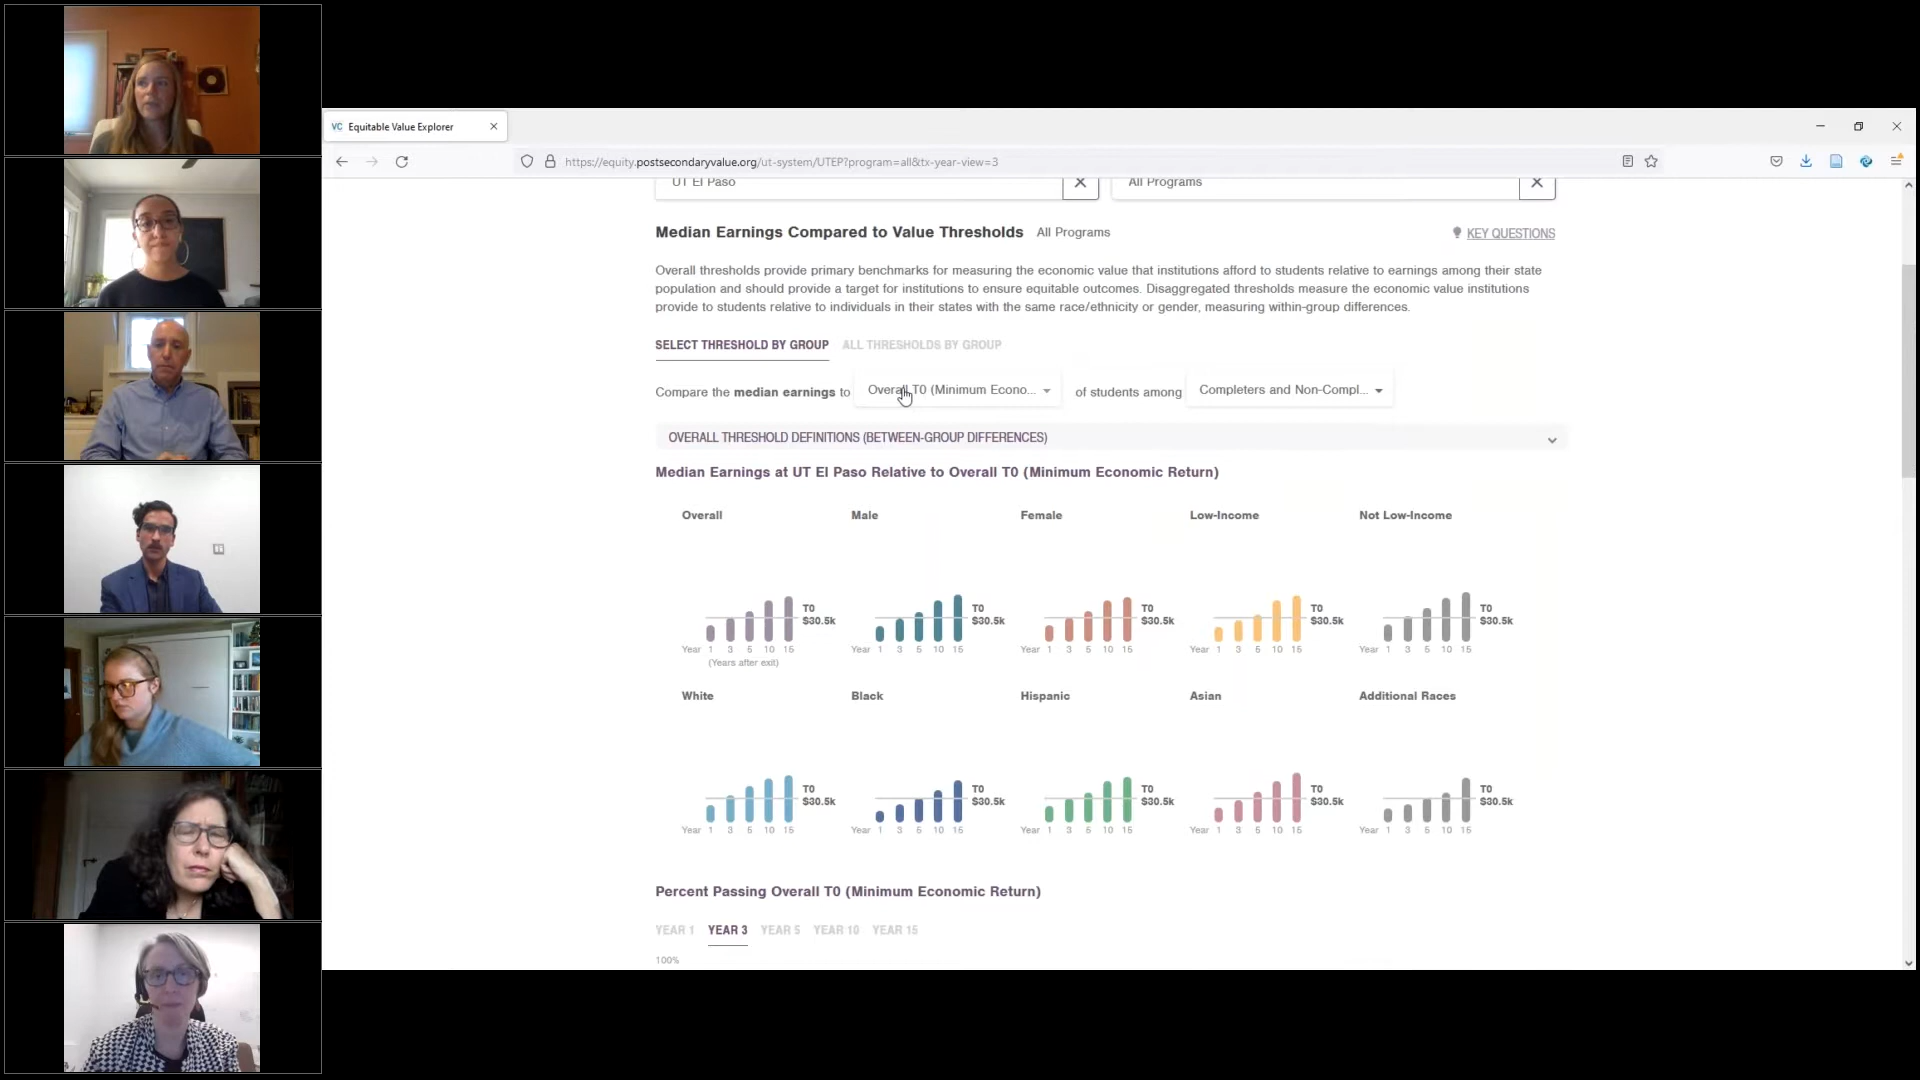 VC Equitable Value Explorer
https://equity.postsecondaryvalue.org/ut-system/UTEP?program=all&tx-year-view=3
UT El Paso
All Programs
Median Earnings Compared to Value Thresholds All Programs
KEY QUESTIONS
Overall thresholds provide primary benchmarks for measuring the economic value that institutions afford to students relative to earnings among their state
population and should provide a target for institutions to ensure equitable outcomes. Disaggregated thresholds measure the economic value institutions
provide to students relative to individuals in their states with the same race/ethnicity or gender, measuring within-group differences.
SELECT THRESHOLD BY GROUP ALL THRESHOLDS BY GROUP
Compare the median earnings to Overall T0 (Minimum Econo... of students among Completers and Non-Compl...
OVERALL THRESHOLD DEFINITIONS (BETWEEN-GROUP DIFFERENCES)
Median Earnings at UT El Paso Relative to Overall T0 (Minimum Economic Return)
Overall Male Female Low-Income Not Low-Income
T0 T0 T0 T0 T0
$30.5k $30.5k $30.5k $30.5k $30.5k
Year 1 3 5 10 15 Year 1 3 5 10 15 Year 1 3 5 10 15 Year 1 3 5 10 15 Year 1 3 5 10 15
(Years after exit)
White Black Hispanic Asian Additional Races
T0 T0 T0 T0 T0
$30.5k $30.5k $30.5k $30.5k $30.5k
Year 1 3 5 10 15 Year 1 3 5 10 15 Year 1 3 5 10 15 Year 1 3 5 10 15 Year 1 3 5 10 15
Percent Passing Overall T0 (Minimum Economic Return)
YEAR 1 YEAR 3 YEAR 5 YEAR 10 YEAR 15
100%